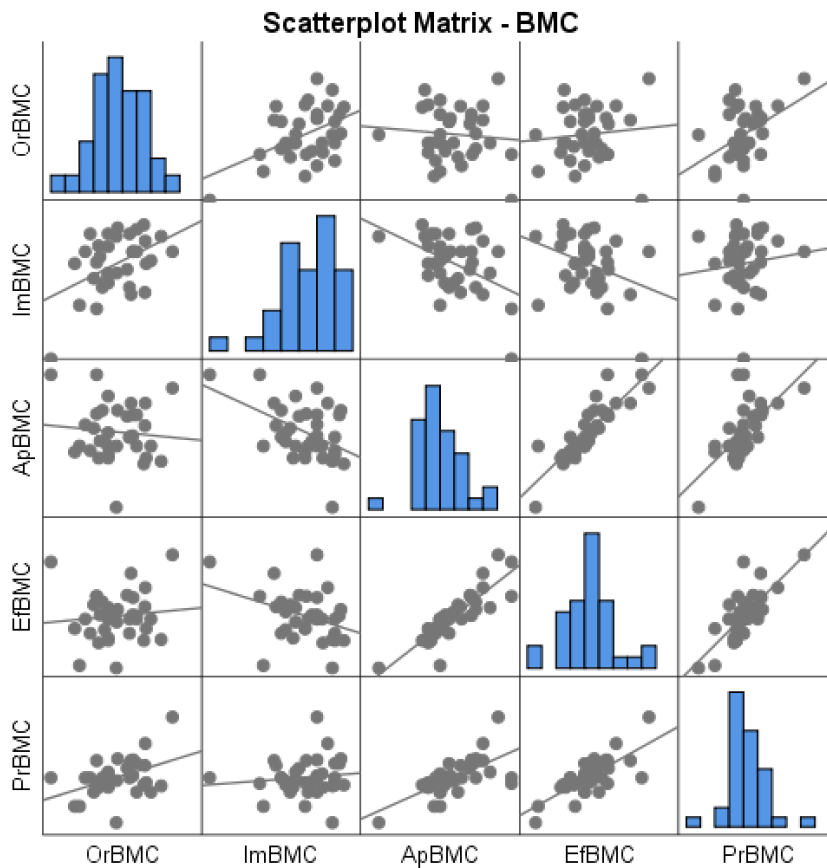 Scatterplot Matrix - BMC
OrBMC
ImBMC
ApBMC
EfBMC
PrBMC
OrBMC ImBMC ApBMC EfBMC PrBMC